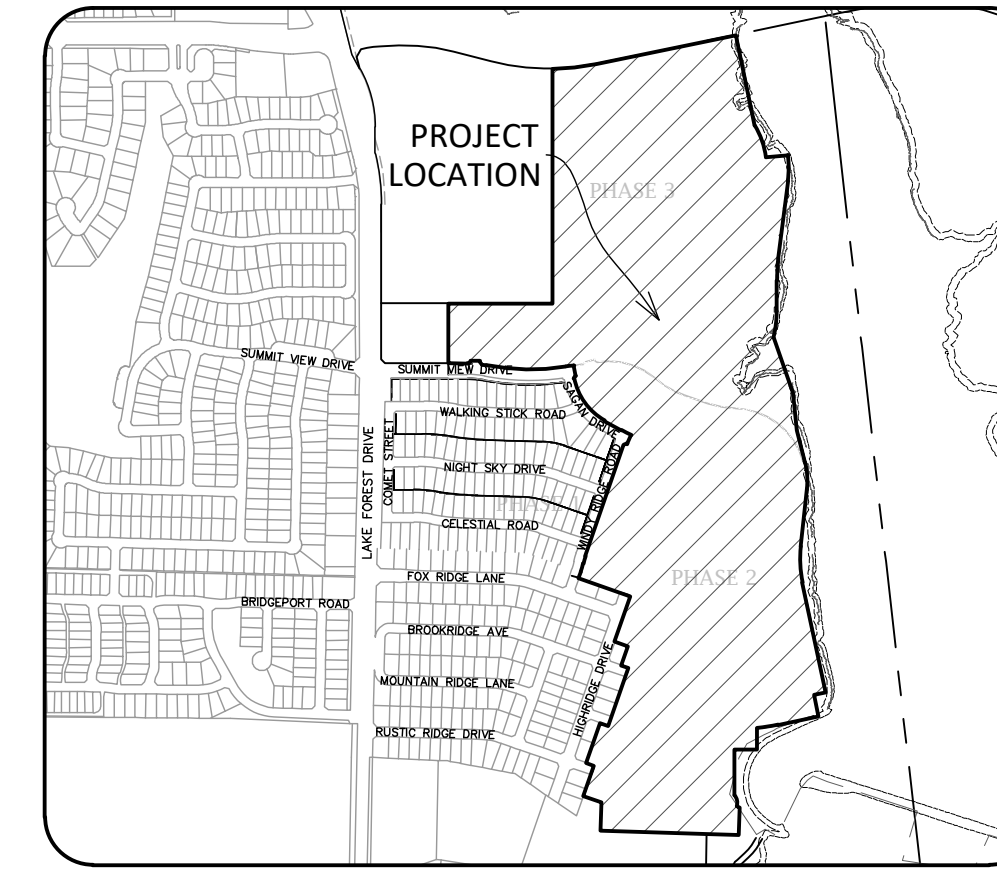 PROJECT
LOCATION
PHASE 3
SUMMIT VIEW DRIVE
SUMMIT VIEW DRIVE
SAGAN DRIVE
WALKING STICK ROAD
COMET STREET
LAKE FOREST DRIVE
NIGHT SKY DRIVE
WINDY RIDGE ROAD
PHASE 1
CELESTIAL ROAD
FOX RIDGE LANE
PHASE 2
BRIDGEPORT ROAD
BROOKRIDGE AVE
HIGHRIDGE DRIVE
MOUNTAIN RIDGE LANE
RUSTIC RIDGE DRIVE